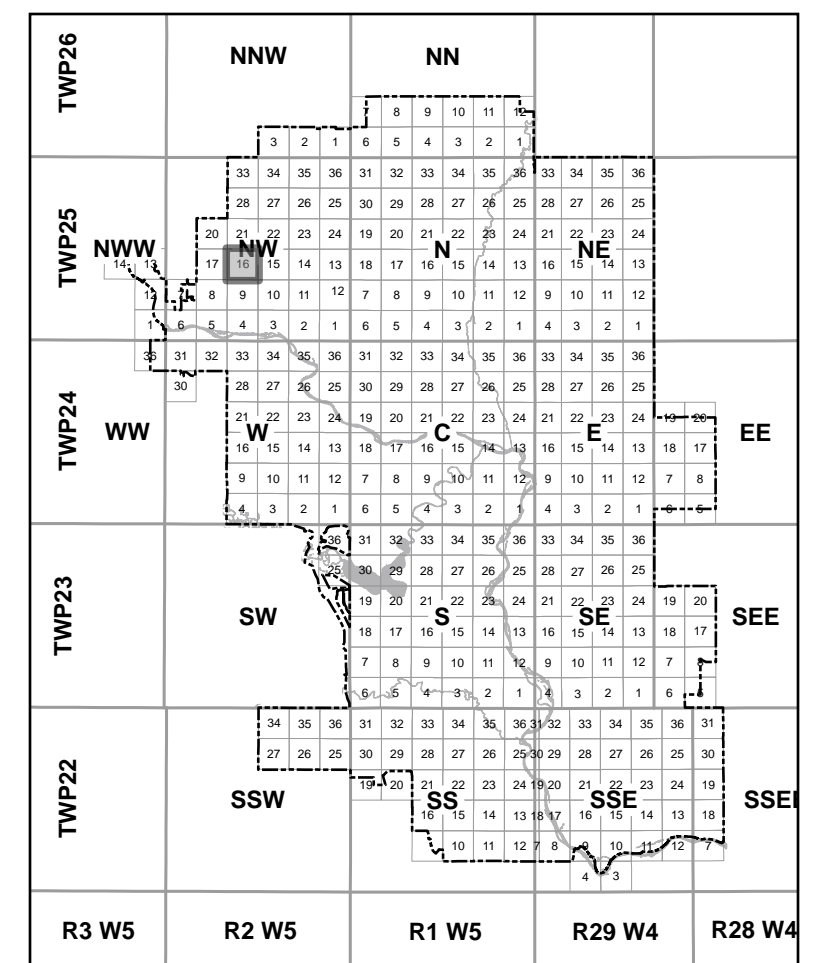 NNW NN
TWP26
7 8 9 10 11 12
3 2 1 6 5 4 3 2 1
33 34 35 36 31 32 33 34 35 36 33 34 35 36
28 27 26 25 30 29 28 27 26 25 28 27 26 25
TWP25
20 21 22 23 24 19 20 21 22 23 24 21 22 23 24
NWW NW N NE
14 13 17 16 15 14 13 18 17 16 15 14 13 16 15 14 13
12 7 8 9 10 11 12 7 8 9 10 11 12 9 10 11 12
1 6 5 4 3 2 1 6 5 4 3 2 1 4 3 2 1
36 31 32 33 34 35 36 31 32 33 34 35 36 33 34 35 36
30 28 27 26 25 30 29 28 27 26 25 28 27 26 25
TWP24
21 22 23 24 19 20 21 22 23 24 21 22 23 24 19 20
WW W C E EE
16 15 14 13 18 17 16 15 14 13 16 15 14 13 18 17
9 10 11 12 7 8 9 10 11 12 9 10 11 12 7 8
4 3 2 1 6 5 4 3 2 1 4 3 2 1 6 5
36 31 32 33 34 35 36 33 34 35 36
25 30 29 28 27 26 25 28 27 26 25
TWP23
19 20 21 22 23 24 21 22 23 24 19 20
SW S SE SEE
18 17 16 15 14 13 16 15 14 13 18 17
7 8 9 10 11 12 9 10 11 12 7 8
6 5 4 3 2 1 4 3 2 1 6
34 35 36 31 32 33 34 35 36 31 32 33 34 35 36 31
27 26 25 30 29 28 27 26 25 30 29 28 27 26 25 30
TWP22
19 20 21 22 23 24 19 20 21 22 23 24 19
SSW SS SSE SSEI
16 15 14 13 18 17 16 15 14 13 18
10 11 12 7 8 9 10 11 12 7
4 3
R3 W5 R2 W5 R1 W5 R29 W4 R28 W4